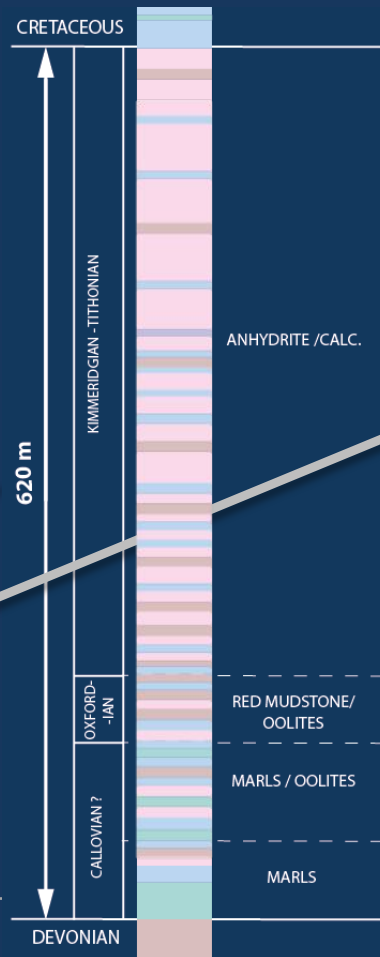 CRETACEOUS
KIMMERIDGIAN -TITHONIAN
ANHYDRITE /CALC.
620 m
OXFORD-
-IAN
RED MUDSTONE/
OOLITES
MARLS / OOLITES
CALLOVIAN ?
MARLS
DEVONIAN